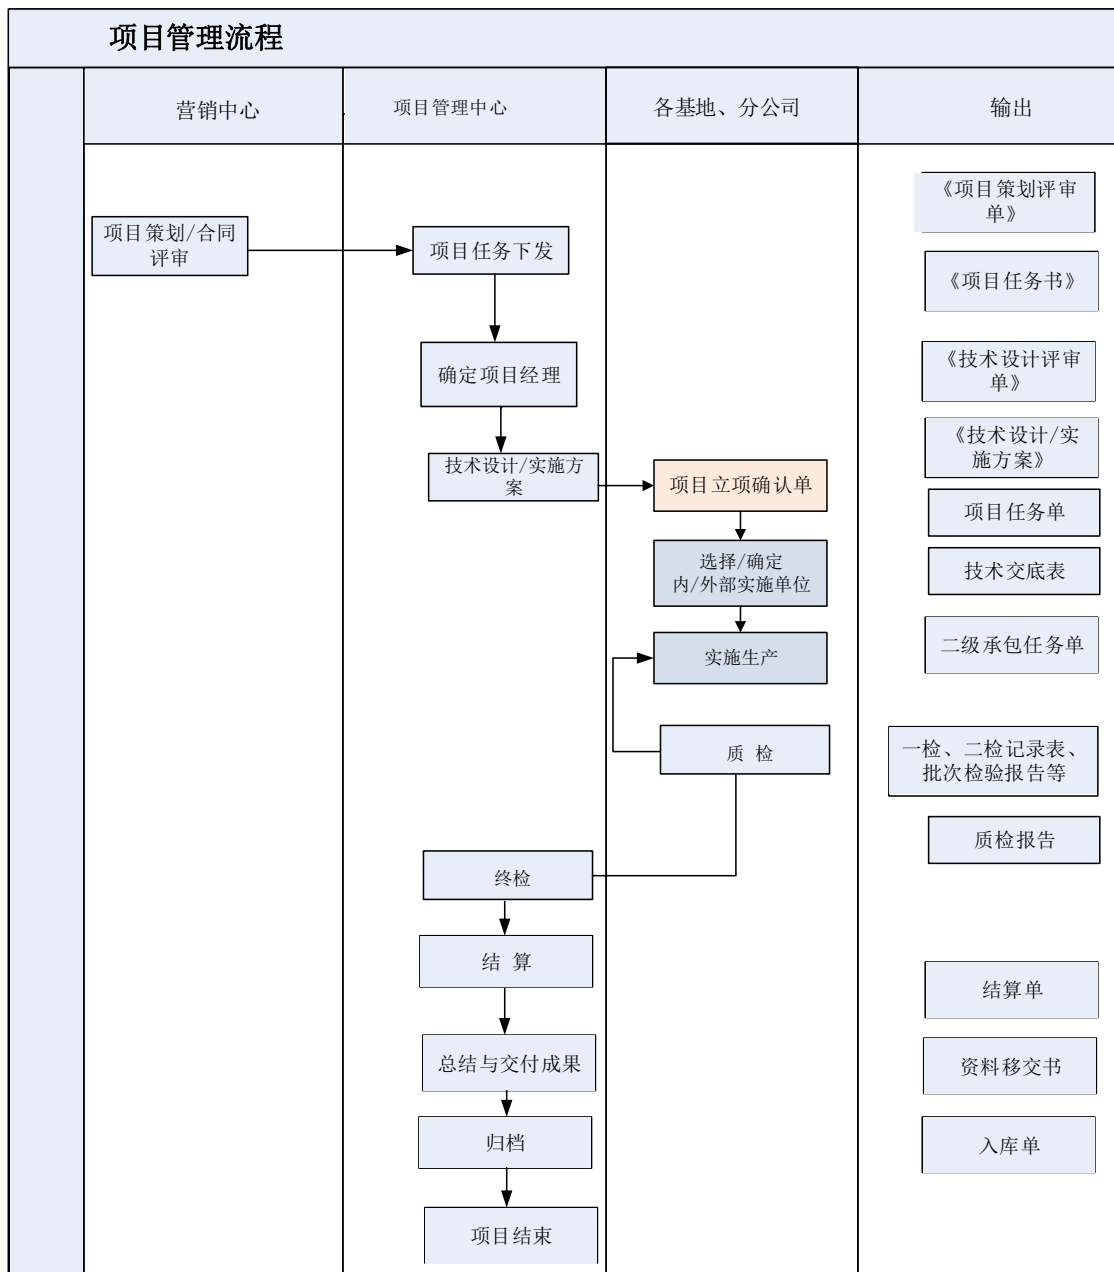 项目管理流程
营销中心
项目管理中心
各基地、分公司
输出
项目策划/合同
评审
项目任务下发
确定项目经理
技术设计/实施方
案
项目立项确认单
选择/确定
内/外部实施单位
实施生产
质 检
终检
结 算
总结与交付成果
归档
项目结束
《项目策划评审
单》
《项目任务书》
《技术设计评审
单》
《技术设计/实
施方案》
项目任务单
技术交底表
二级承包任务单
一检、二检记录表、
批次检验报告等
质检报告
结算单
资料移交书
入库单